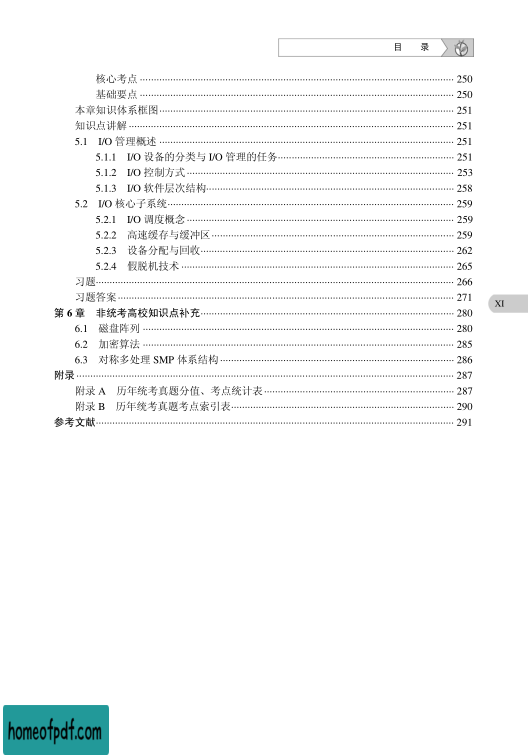 目 录
核心考点 250
基础要点 250
本章知识体系框图 251
知识点讲解 251
5.1 I/O 管理概述 251
5.1.1 I/O 设备的分类与 I/O 管理的任务 251
5.1.2 I/O 控制方式 253
5.1.3 I/O 软件层次结构 258
5.2 I/O 核心子系统 259
5.2.1 I/O 调度概念 259
5.2.2 高速缓存与缓冲区 259
5.2.3 设备分配与回收 262
5.2.4 假脱机技术 265
习题 266
习题答案 271
XI
第 6 章 非统考高校知识点补充 280
6.1 磁盘阵列 280
6.2 加密算法 285
6.3 对称多处理 SMP 体系结构 286
附录 287
附录 A 历年统考真题分值、考点统计表 287
附录 B 历年统考真题考点索引表 290
参考文献 291
homeofpdf.com